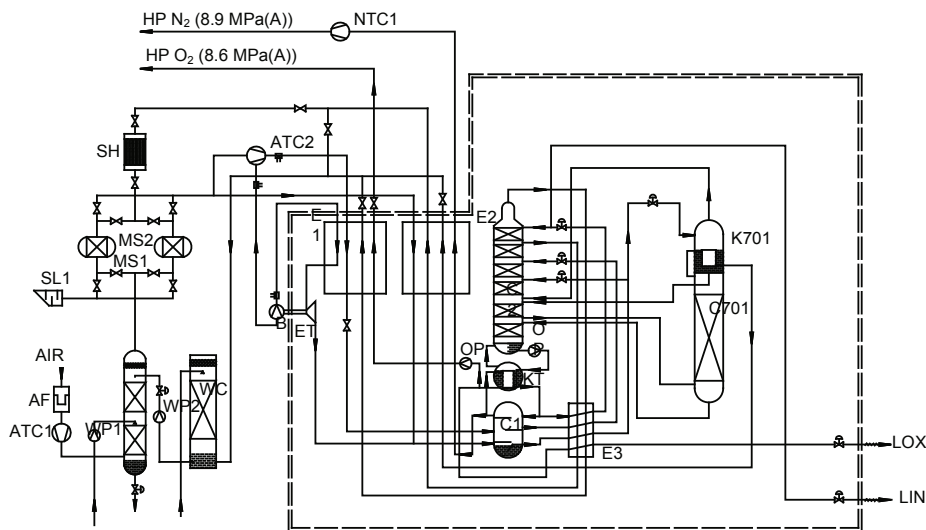 HP N₂ (8.9 MPa(A))
NTC1
HP O₂ (8.6 MPa(A))
SH
ATC2
E
1
E2
K701
MS2
MS1
SL1
C701
B
ET
O
P
OP
KT
AIR
AF
WC
WP2
ATC1
WP1
C1
E3
LOX
LIN